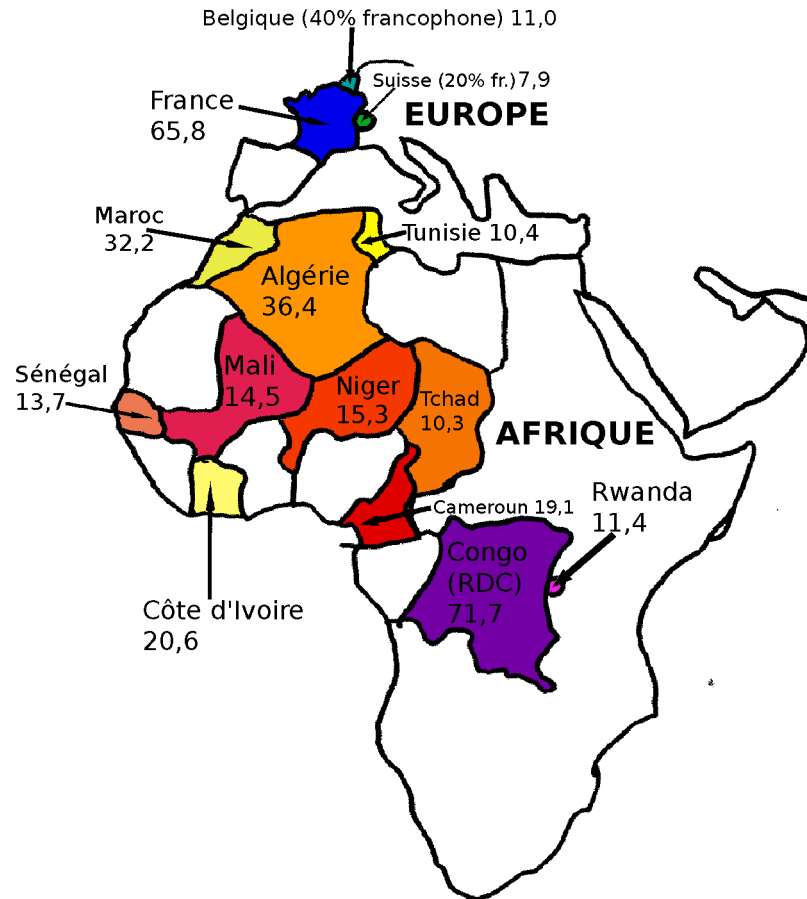 Belgique (40% francophone) 11,0
Suisse (20% fr.) 7,9
France
65,8
EUROPE
Maroc
32,2
Tunisie 10,4
Algérie
36,4
Sénégal
13,7
Mali
14,5
Niger
15,3
Tchad
10,3
AFRIQUE
Cameroun 19,1
Rwanda
11,4
Congo
(RDC)
71,7
Côte d'Ivoire
20,6